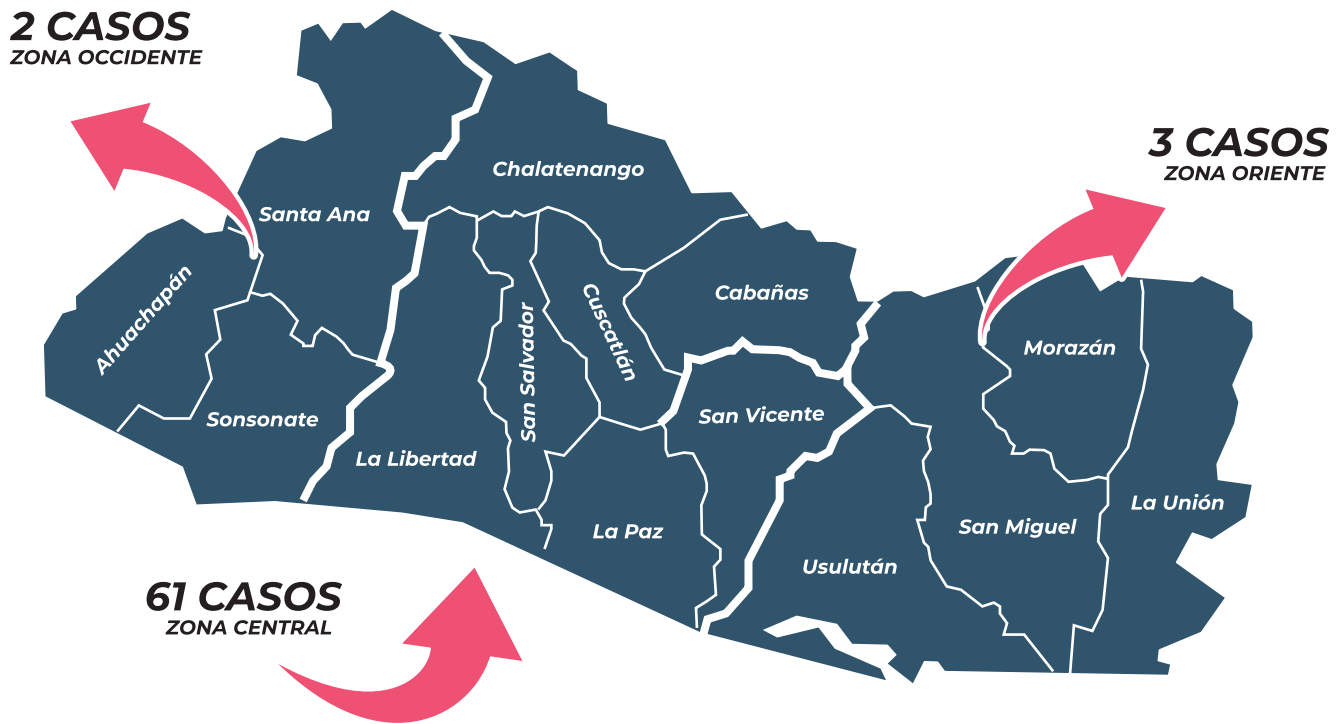 2 CASOS
ZONA OCCIDENTE
3 CASOS
ZONA ORIENTE
Chalatenango
Santa Ana
Ahuachapán
Cabañas
San Salvador
Cuscatlán
Morazán
Sonsonate
San Vicente
La Libertad
La Unión
La Paz
San Miguel
Usulután
61 CASOS
ZONA CENTRAL